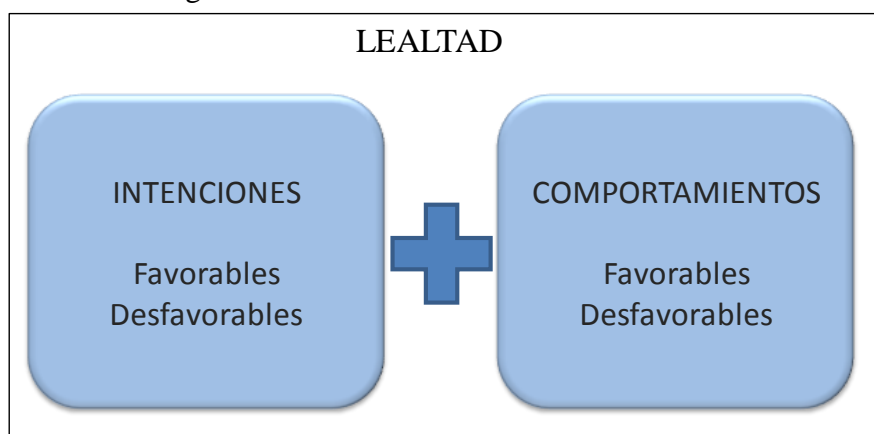 LEALTAD
INTENCIONES
Favorables
Desfavorables
COMPORTAMIENTOS
Favorables
Desfavorables